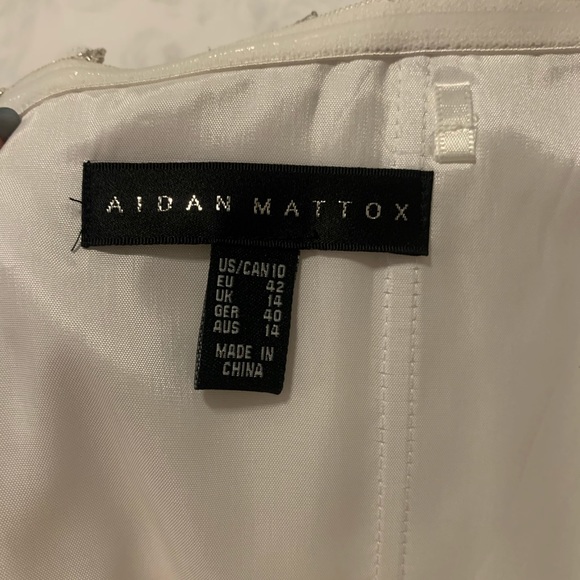 AIDAN MATTOX
US/CAN 10
EU 42
UK 14
GER 40
AUS 14
MADE IN
CHINA